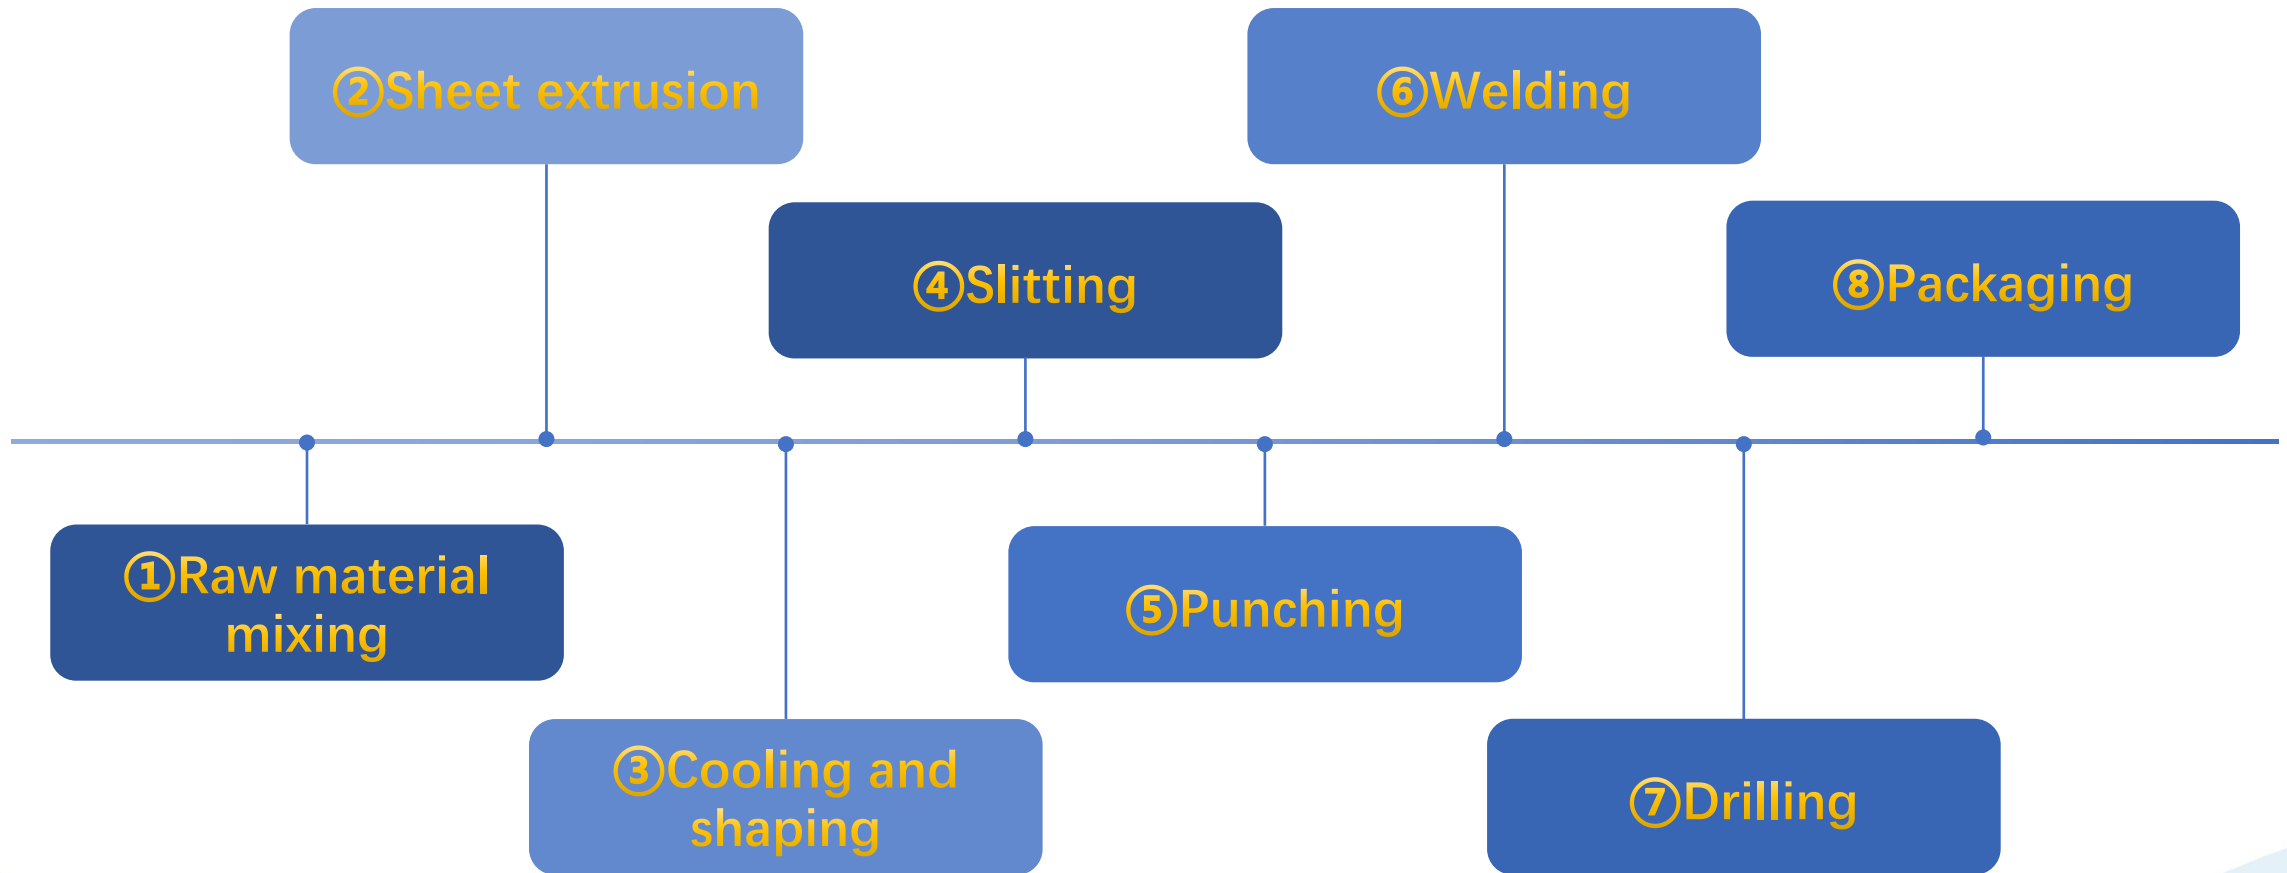 ①Raw material
mixing
②Sheet extrusion
③Cooling and
shaping
④Slitting
⑤Punching
⑥Welding
⑦Drilling
⑧Packaging